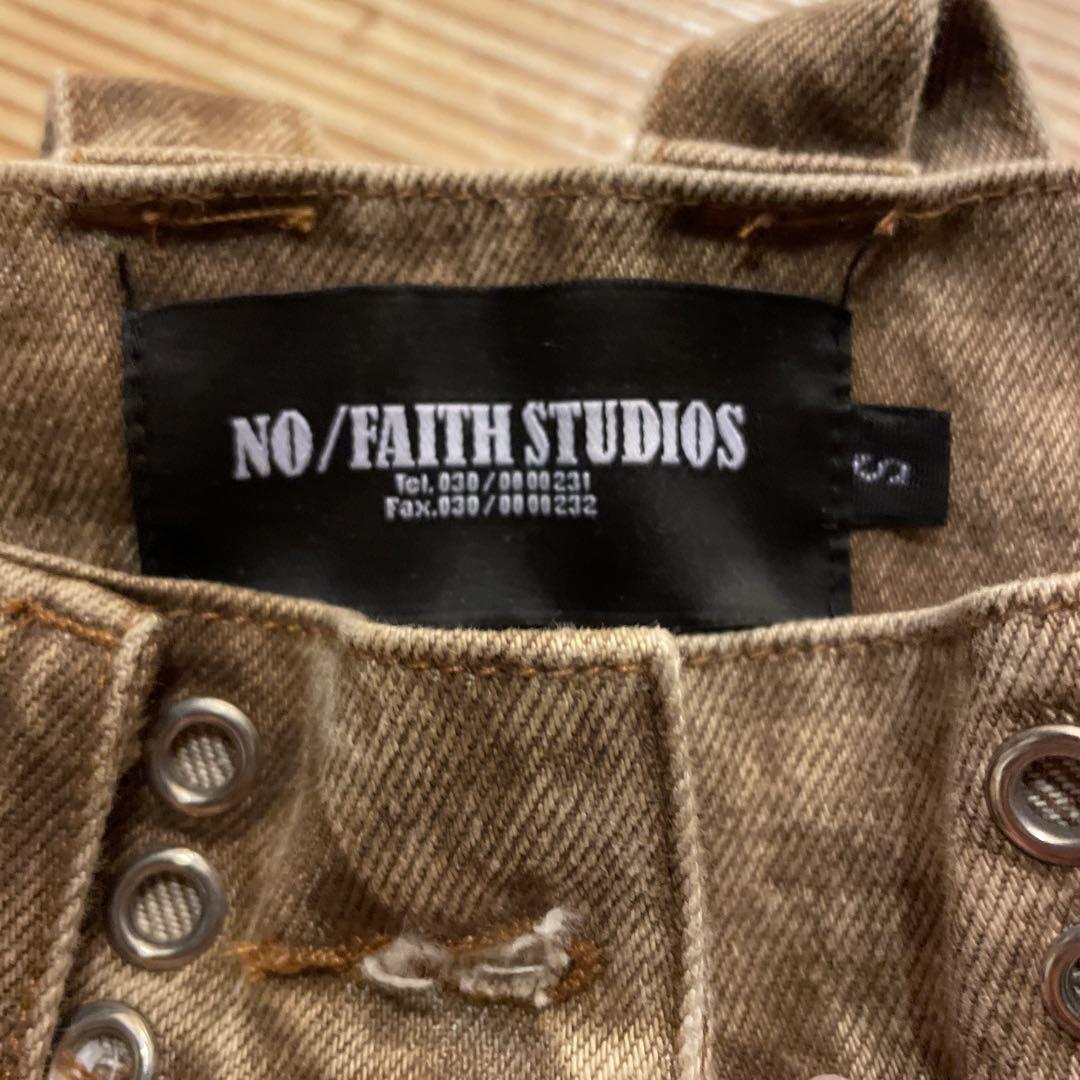 NO/FAITH STUDIOS
Tel.030/0000231
Fax.030/0000232
S